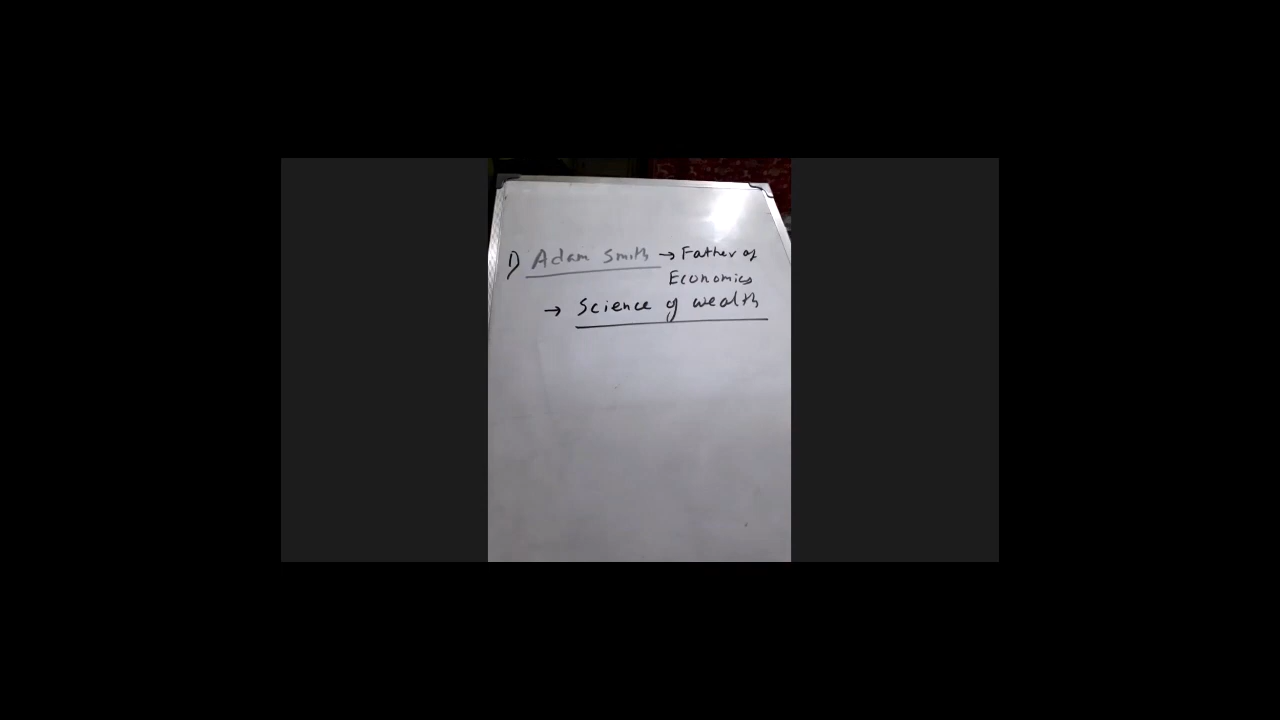 1) Adam Smith → Father of
Economics
→ Science of wealth